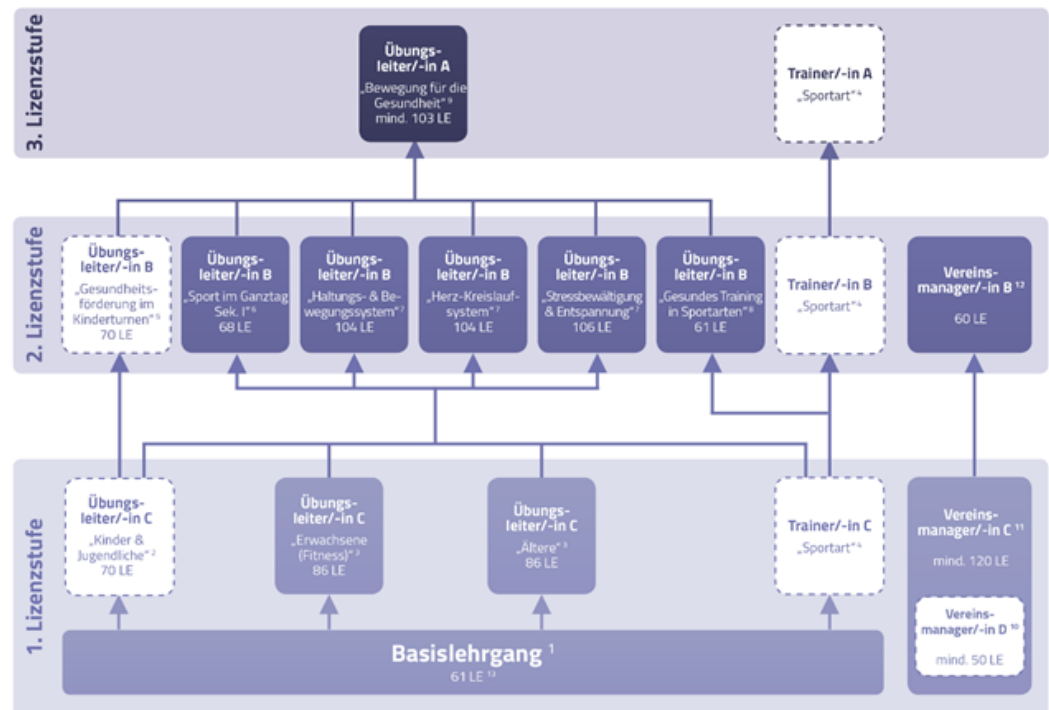 3. Lizenzstufe
Übungs-
leiter/-in A
„Bewegung für die
Gesundheit“ ⁹
mind. 103 LE
Trainer/-in A
„Sportart“ ⁴
2. Lizenzstufe
Übungs-
leiter/-in B
„Gesundheits-
förderung im
Kinderturnen“ ⁵
70 LE
Übungs-
leiter/-in B
„Sport im Ganztag
Sek. I“ ⁶
68 LE
Übungs-
leiter/-in B
„Haltungs- & Be-
wegungssystem“ ⁷
104 LE
Übungs-
leiter/-in B
„Herz-Kreislauf-
system“ ⁷
104 LE
Übungs-
leiter/-in B
„Stressbewältigung
& Entspannung“ ⁷
106 LE
Übungs-
leiter/-in B
„Gesundes Training
in Sportarten“ ⁸
61 LE
Trainer/-in B
„Sportart“ ⁴
Vereins-
manager/-in B ¹²
60 LE
1. Lizenzstufe
Übungs-
leiter/-in C
„Kinder &
Jugendliche“ ²
70 LE
Übungs-
leiter/-in C
„Erwachsene
(Fitness)“ ³
86 LE
Übungs-
leiter/-in C
„Ältere“ ³
86 LE
Trainer/-in C
„Sportart“ ⁴
Vereins-
manager/-in C ¹¹
mind. 120 LE
Vereins-
manager/-in D ¹⁰
mind. 50 LE
Basislehrgang ¹
61 LE ¹³